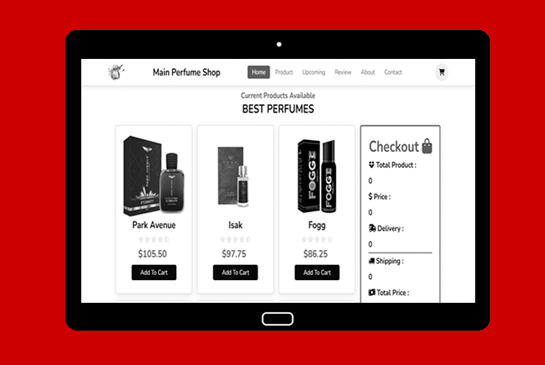 Main Perfume Shop
Home Product Upcoming Review About Contact
Current Products Available
BEST PERFUMES
FOGG FOGG
Park Avenue Isak Fogg
$105.50 $97.75 $86.25
Add To Cart Add To Cart Add To Cart
Checkout
Total Product :
0
Price :
0
Delivery :
0
Shipping :
0
Total Price :